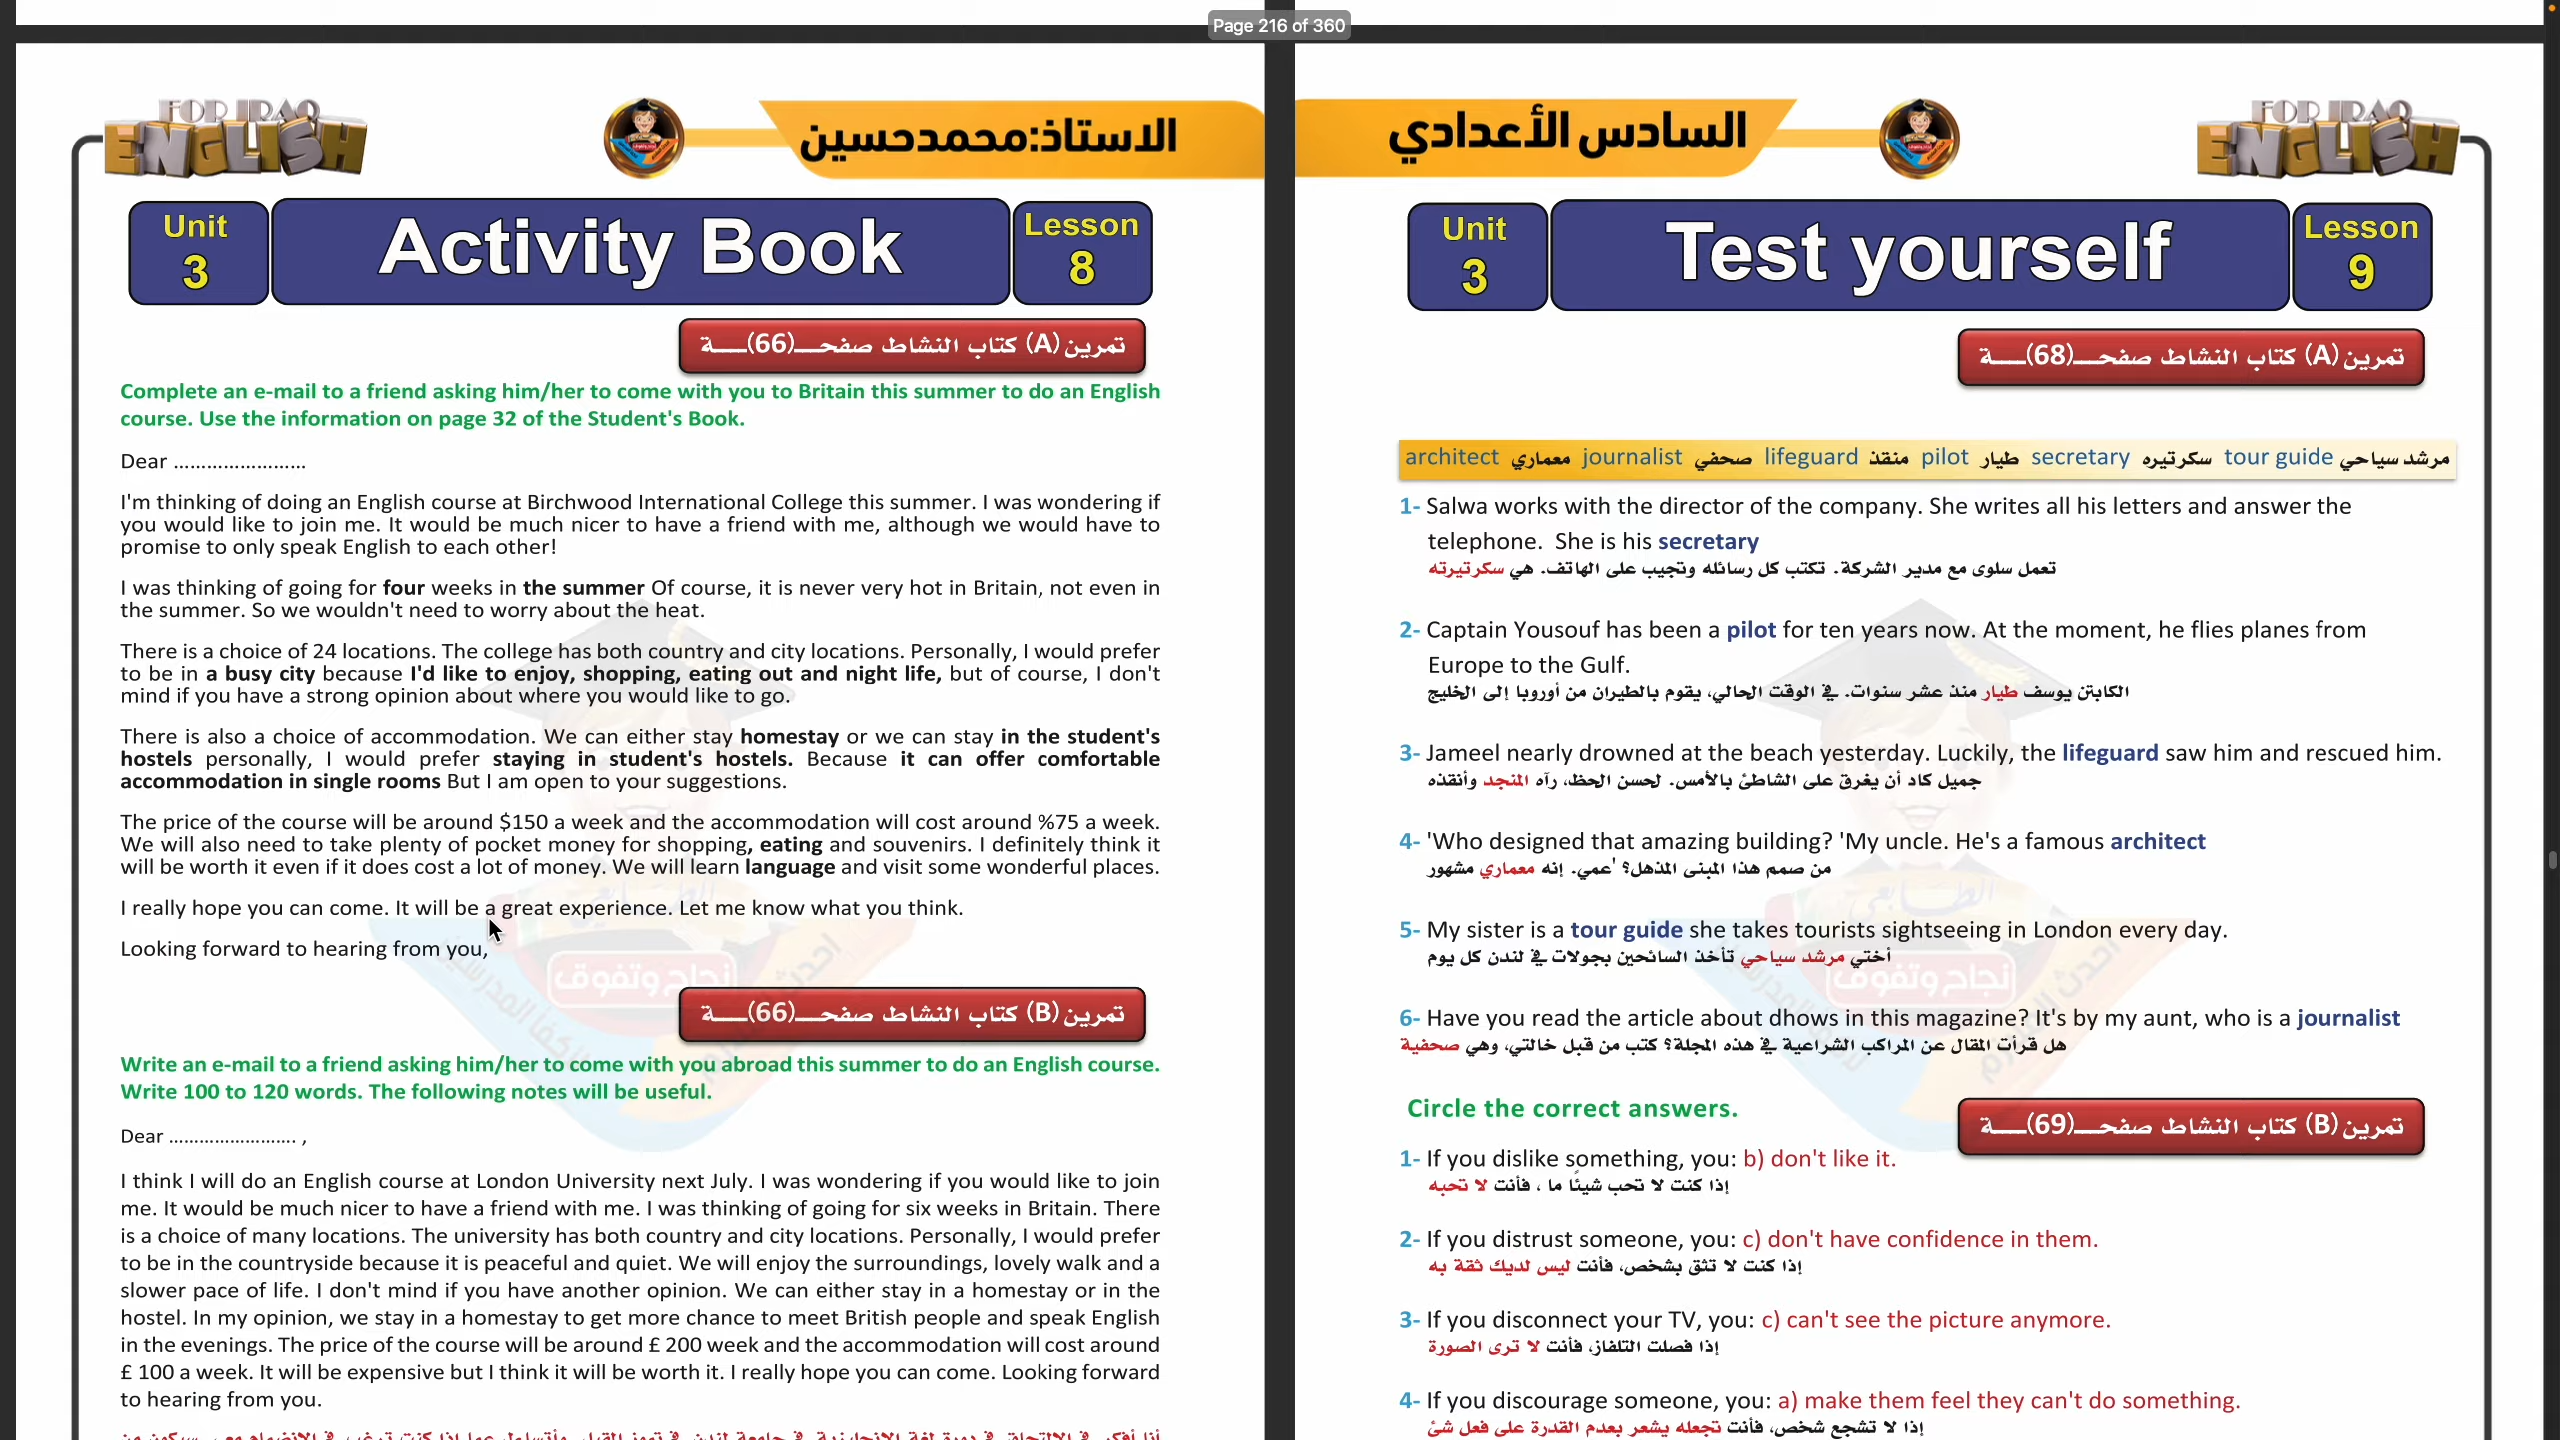 Page 216 of 360
FOR IRAQ
ENGLISH
الاستاذ:محمدحسين
Unit
3
Activity Book
Lesson
8
تمرين (A) كتاب النشاط صفحـــ(66)ــــة
Complete an e-mail to a friend asking him/her to come with you to Britain this summer to do an English
course. Use the information on page 32 of the Student's Book.
Dear ……………………
I'm thinking of doing an English course at Birchwood International College this summer. I was wondering if
you would like to join me. It would be much nicer to have a friend with me, although we would have to
promise to only speak English to each other!
I was thinking of going for four weeks in the summer Of course, it is never very hot in Britain, not even in
the summer. So we wouldn't need to worry about the heat.
There is a choice of 24 locations. The college has both country and city locations. Personally, I would prefer
to be in a busy city because I'd like to enjoy, shopping, eating out and night life, but of course, I don't
mind if you have a strong opinion about where you would like to go.
There is also a choice of accommodation. We can either stay homestay or we can stay in the student's
hostels personally, I would prefer staying in student's hostels. Because it can offer comfortable
accommodation in single rooms But I am open to your suggestions.
The price of the course will be around $150 a week and the accommodation will cost around %75 a week.
We will also need to take plenty of pocket money for shopping, eating and souvenirs. I definitely think it
will be worth it even if it does cost a lot of money. We will learn language and visit some wonderful places.
I really hope you can come. It will be a great experience. Let me know what you think.
Looking forward to hearing from you,
نجاح وتفوق
تمرين (B) كتاب النشاط صفحـــ(66)ــــة
Write an e-mail to a friend asking him/her to come with you abroad this summer to do an English course.
Write 100 to 120 words. The following notes will be useful.
Dear ……………………. ,
I think I will do an English course at London University next July. I was wondering if you would like to join
me. It would be much nicer to have a friend with me. I was thinking of going for six weeks in Britain. There
is a choice of many locations. The university has both country and city locations. Personally, I would prefer
to be in the countryside because it is peaceful and quiet. We will enjoy the surroundings, lovely walk and a
slower pace of life. I don't mind if you have another opinion. We can either stay in a homestay or in the
hostel. In my opinion, we stay in a homestay to get more chance to meet British people and speak English
in the evenings. The price of the course will be around £ 200 week and the accommodation will cost around
£ 100 a week. It will be expensive but I think it will be worth it. I really hope you can come. Looking forward
to hearing from you.
السادس الأعدادي
FOR IRAQ
ENGLISH
Unit
3
Test yourself
Lesson
9
تمرين (A) كتاب النشاط صفحـــ(68)ــــة
architect معماري journalist صحفي lifeguard منقذ pilot طيار secretary سكرتيره tour guide مرشد سياحي
1- Salwa works with the director of the company. She writes all his letters and answer the
telephone. She is his secretary
تعمل سلوى مع مدير الشركة. تكتب كل رسائله وتجيب على الهاتف. هي سكرتيرته
2- Captain Yousouf has been a pilot for ten years now. At the moment, he flies planes from
Europe to the Gulf.
الكابتن يوسف طيار منذ عشر سنوات. في الوقت الحالي، يقوم بالطيران من أوروبا إلى الخليج
3- Jameel nearly drowned at the beach yesterday. Luckily, the lifeguard saw him and rescued him.
جميل كاد أن يغرق على الشاطئ بالأمس. لحسن الحظ، رآه المنجد وأنقذه
4- 'Who designed that amazing building? 'My uncle. He's a famous architect
من صمم هذا المبنى المذهل؟ 'عمي. إنه معماري مشهور
5- My sister is a tour guide she takes tourists sightseeing in London every day.
أختي مرشد سياحي تأخذ السائحين بجولات في لندن كل يوم
نجاح وتفوق
6- Have you read the article about dhows in this magazine? It's by my aunt, who is a journalist
هل قرأت المقال عن المراكب الشراعية في هذه المجلة؟ كتب من قبل خالتي، وهي صحفية
Circle the correct answers.
تمرين (B) كتاب النشاط صفحـــ(69)ــــة
1- If you dislike something, you: b) don't like it.
إذا كنت لا تحب شيئًا ما ، فأنت لا تحبه
2- If you distrust someone, you: c) don't have confidence in them.
إذا كنت لا تثق بشخص، فأنت ليس لديك ثقة به
3- If you disconnect your TV, you: c) can't see the picture anymore.
إذا فصلت التلفاز، فأنت لا ترى الصورة
4- If you discourage someone, you: a) make them feel they can't do something.
إذا لا تشجع شخص، فأنت تجعله يشعر بعدم القدرة على فعل شئ